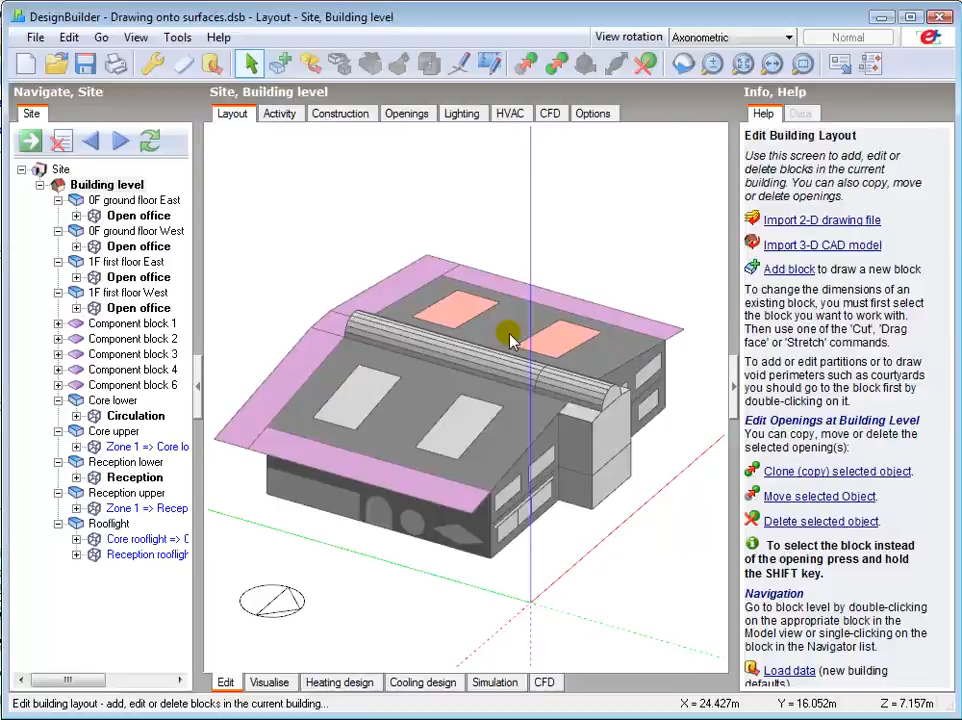 DesignBuilder - Drawing onto surfaces.dsb - Layout - Site, Building level
File Edit Go View Tools Help
View rotation Axonometric Normal
Navigate, Site
Site
Site
Building level
0F ground floor East
Open office
0F ground floor West
Open office
1F first floor East
Open office
1F first floor West
Open office
Component block 1
Component block 2
Component block 3
Component block 4
Component block 6
Core lower
Circulation
Core upper
Zone 1 => Core lo
Reception lower
Reception
Reception upper
Zone 1 => Recep
Rooflight
Core rooflight => C
Reception roofligh
Site, Building level
Layout Activity Construction Openings Lighting HVAC CFD Options
Edit Visualise Heating design Cooling design Simulation CFD
Info, Help
Help Data
Edit Building Layout
Use this screen to add, edit or
delete blocks in the current
building. You can also copy, move
or delete openings.
Import 2-D drawing file
Import 3-D CAD model
Add block to draw a new block
To change the dimensions of an
existing block, you must first select
the block you want to work with.
Then use one of the 'Cut', 'Drag
face' or 'Stretch' commands.
To add or edit partitions or to draw
void perimeters such as courtyards
you should go to the block first by
double-clicking on it.
Edit Openings at Building Level
You can copy, move or delete the
selected opening(s):
Clone (copy) selected object.
Move selected Object.
Delete selected object.
To select the block instead
of the opening press and hold
the SHIFT key.
Navigation
Go to block level by double-clicking
on the appropriate block in the
Model view or single-clicking on the
block in the Navigator list.
Load data (new building
defaults)
Edit building layout - add, edit or delete blocks in the current building...
X = 24.427m Y = 16.052m Z = 7.157m